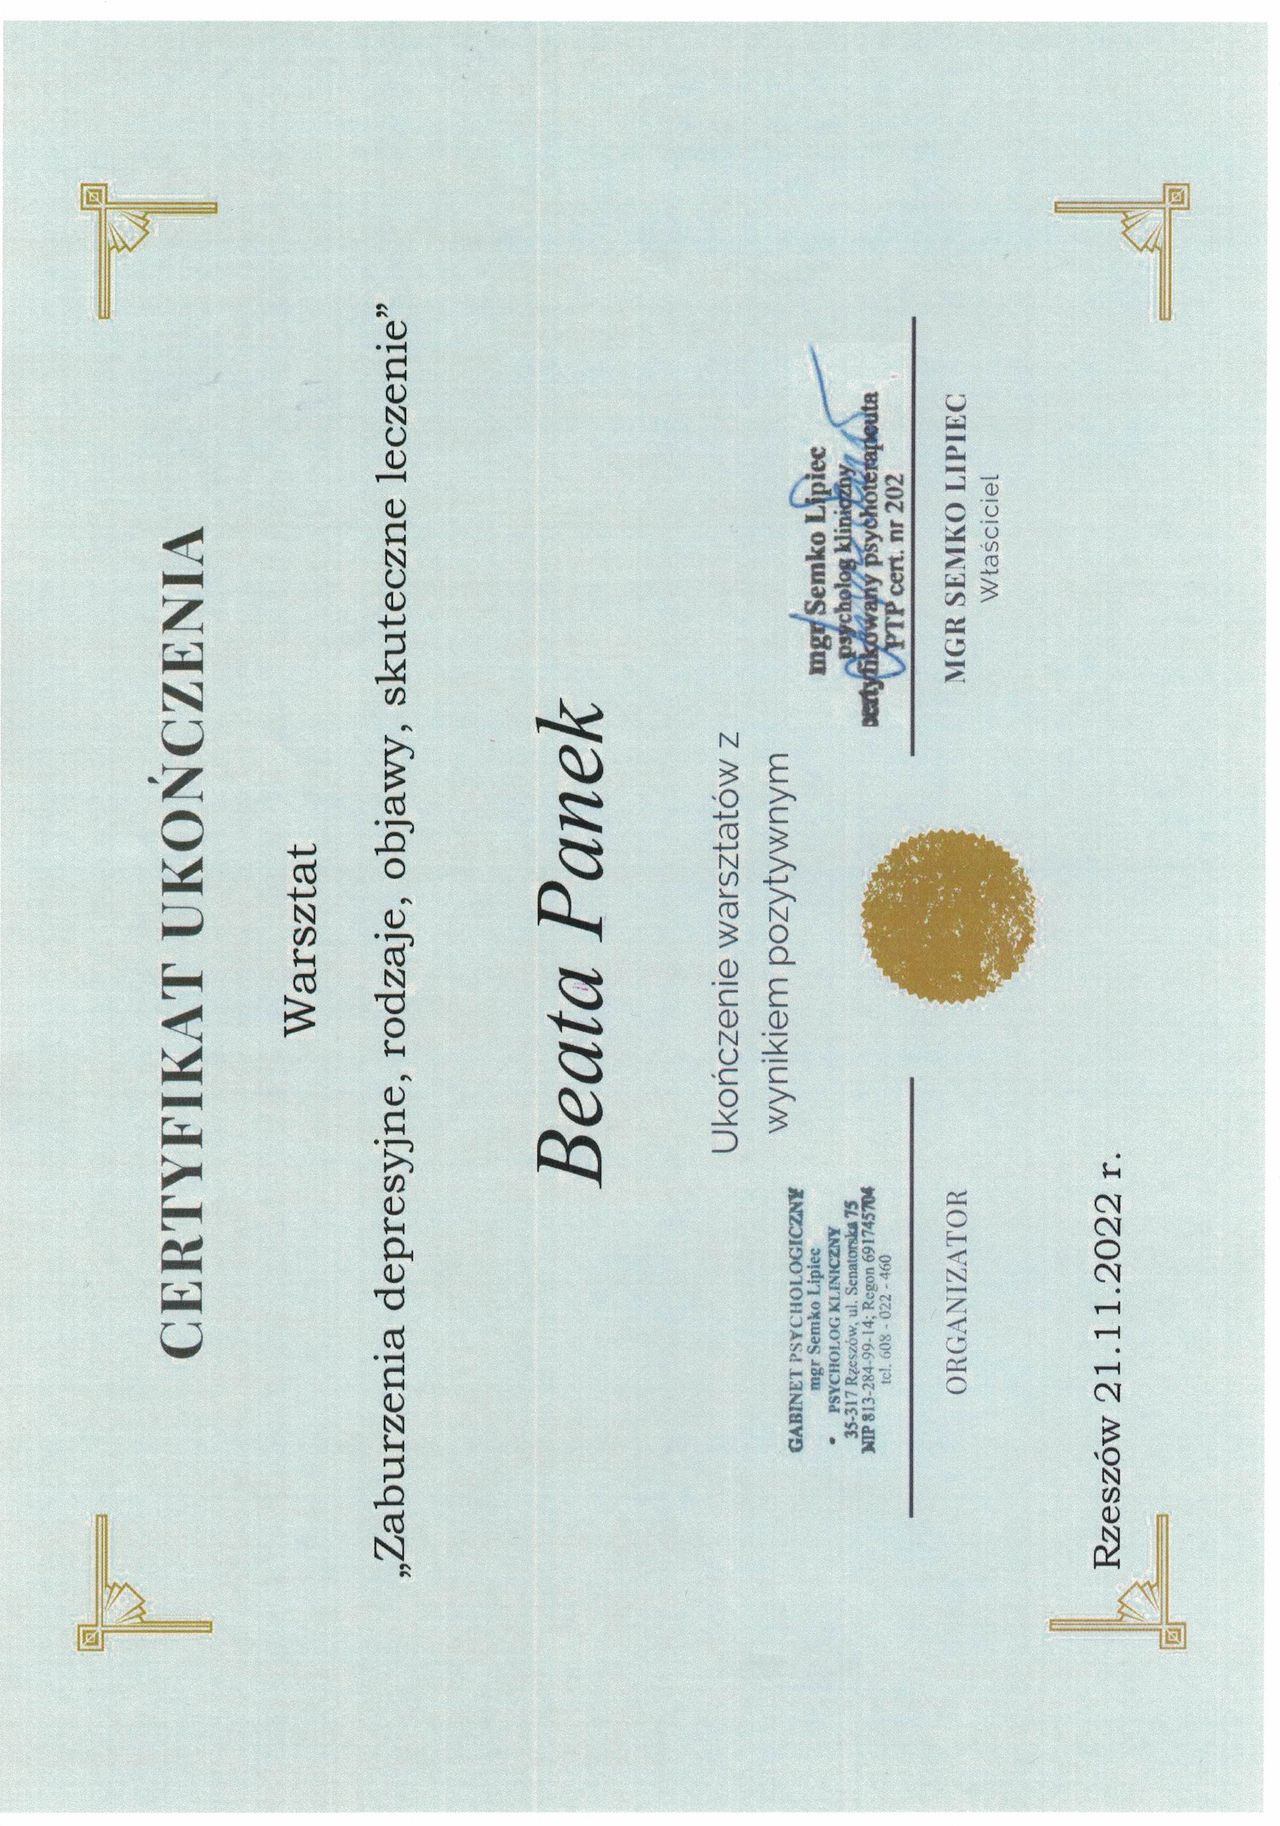 CERTYFIKAT UKOŃCZENIA
Warsztat
„Zaburzenia depresyjne, rodzaje, objawy, skuteczne leczenie”
Beata Panek
Ukończenie warsztatów z
wynikiem pozytywnym
GABINET PSYCHOLOGICZNY
mgr Semko Lipiec
PSYCHOLOG KLINICZNY
35-317 Rzeszów, ul. Senatorska 75
NIP 813-284-99-14; Regon 691745704
tel. 608 - 022 - 460
ORGANIZATOR
mgr Semko Lipiec
psycholog kliniczny
certyfikowany psychoterapeuta
PTP cert. nr 202
MGR SEMKO LIPIEC
Właściciel
Rzeszów 21.11.2022 r.